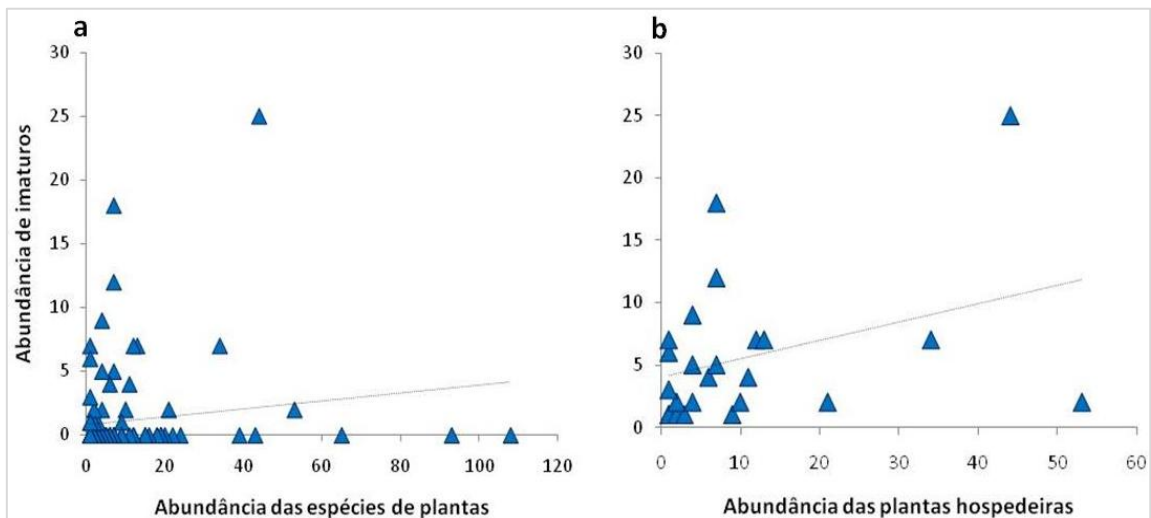 a
30
25
20
15
10
5
0
Abundância de imaturos
0 20 40 60 80 100 120
Abundância das espécies de plantas
b
30
25
20
15
10
5
0
0 10 20 30 40 50 60
Abundância das plantas hospedeiras